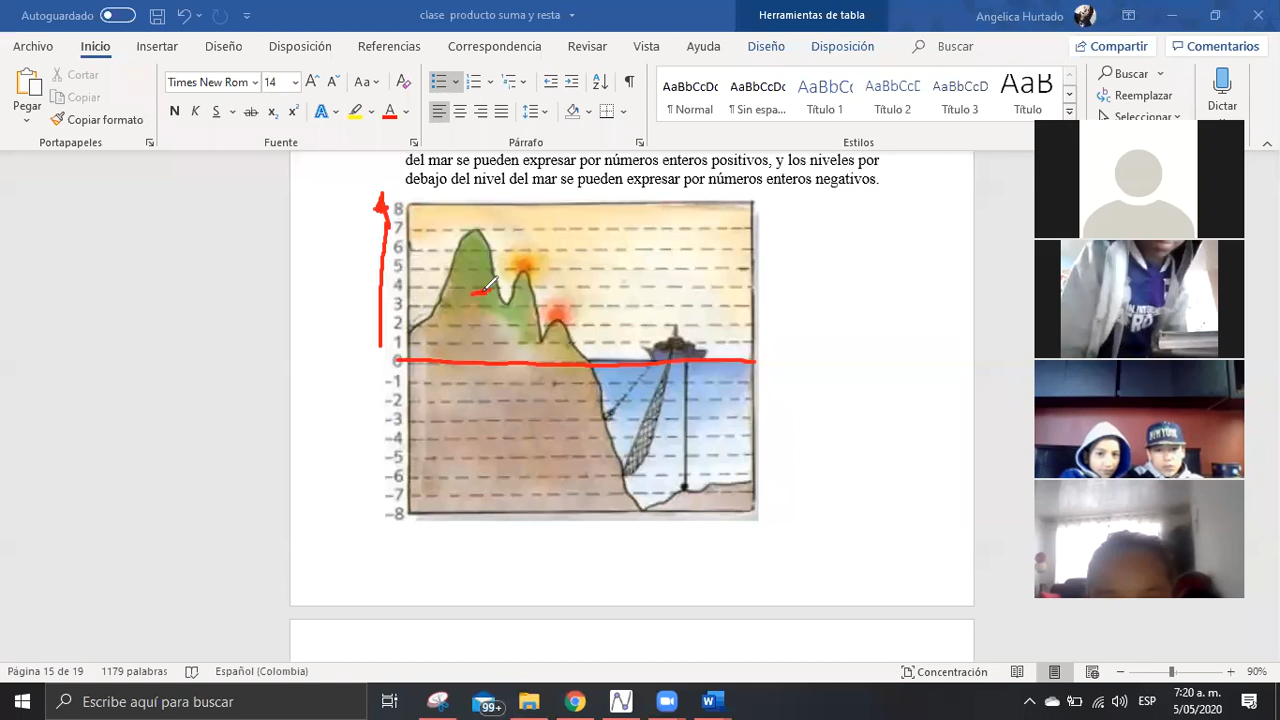 Autoguardado
clase producto suma y resta
Herramientas de tabla
Angelica Hurtado
Archivo Inicio Insertar Diseño Disposición Referencias Correspondencia Revisar Vista Ayuda Diseño Disposición Buscar Compartir Comentarios
Pegar
Cortar
Copiar
Copiar formato
Portapapeles
Times New Rom 14
N K S
Fuente
Párrafo
AaBbCcDc AaBbCcDc AaBbCc AaBbCcD AaBbCcD AaB
¶ Normal ¶ Sin espa... Título 1 Título 2 Título 3 Título
Estilos
Buscar
Reemplazar
Seleccionar
Dictar
del mar se pueden expresar por números enteros positivos, y los niveles por
debajo del nivel del mar se pueden expresar por números enteros negativos.
8
7
6
5
4
3
2
1
0
-1
-2
-3
-4
-5
-6
-7
-8
NEW YORK
Página 15 de 19 1179 palabras Español (Colombia) Concentración 90%
Escribe aquí para buscar
99+
ESP
7:20 a. m.
5/05/2020